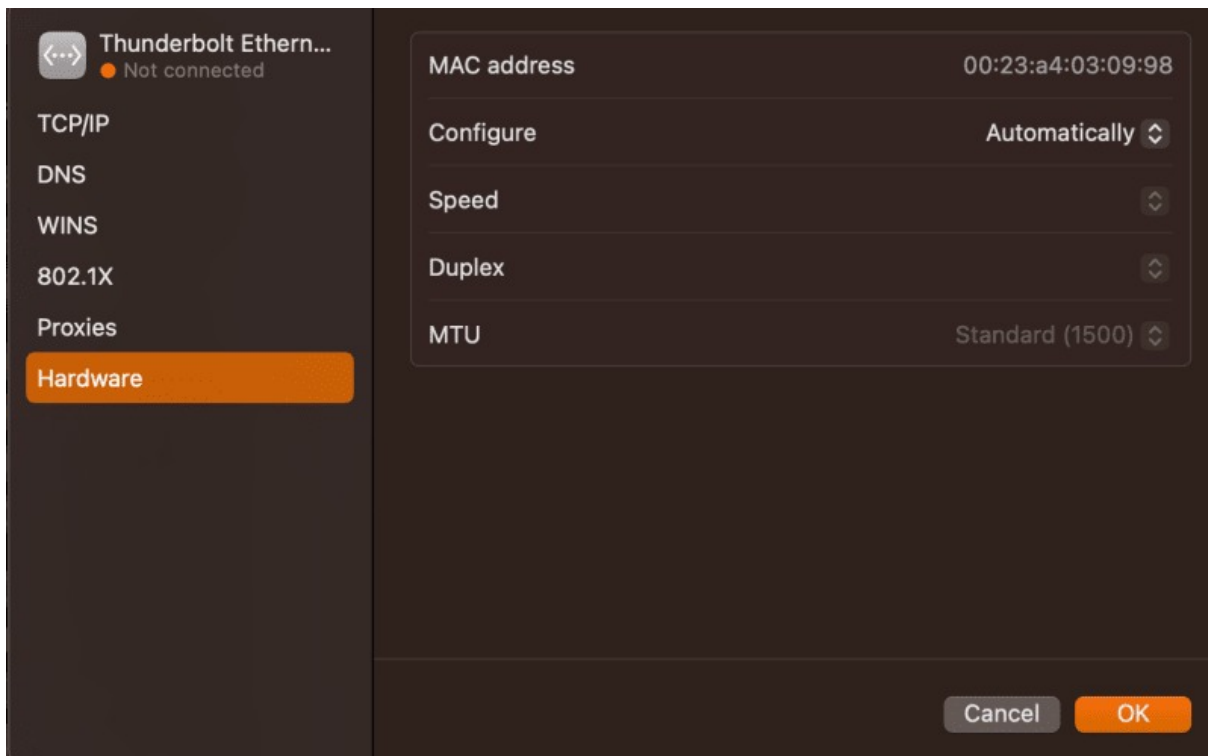 Thunderbolt Ethern...
Not connected
TCP/IP
DNS
WINS
802.1X
Proxies
Hardware
MAC address 00:23:a4:03:09:98
Configure Automatically
Speed
Duplex
MTU Standard (1500)
Cancel OK